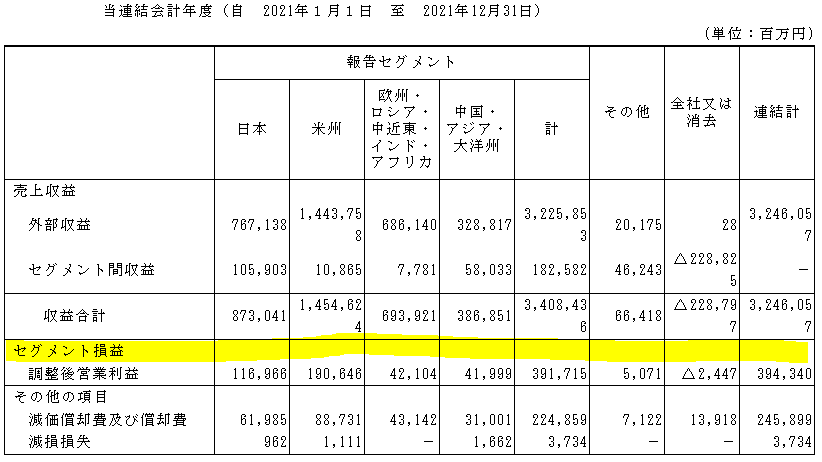 当連結会計年度（自　2021年１月１日　至　2021年12月31日）
（単位：百万円）
報告セグメント
日本 米州 欧州・ロシア・中近東・インド・アフリカ 中国・アジア・大洋州 計 その他 全社又は消去 連結計
売上収益
外部収益 767,138 1,443,758 686,140 328,817 3,225,853 20,175 28 3,246,057
セグメント間収益 105,903 10,865 7,781 58,033 182,582 46,243 △228,825 －
収益合計 873,041 1,454,624 693,921 386,851 3,408,436 66,418 △228,797 3,246,057
セグメント損益
調整後営業利益 116,966 190,646 42,104 41,999 391,715 5,071 △2,447 394,340
その他の項目
減価償却費及び償却費 61,985 88,731 43,142 31,001 224,859 7,122 13,918 245,899
減損損失 962 1,111 － 1,662 3,734 － － 3,734